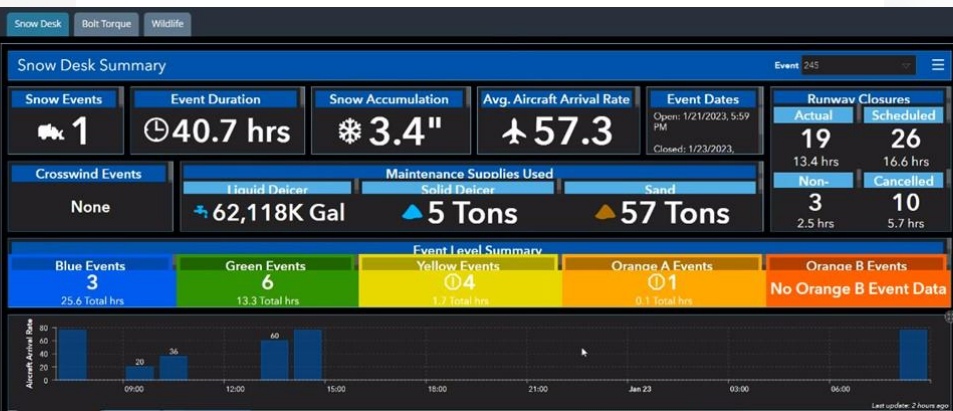 Snow Desk Bolt Torque Wildlife
Snow Desk Summary
Event 245
Snow Events
1
Event Duration
40.7 hrs
Snow Accumulation
3.4"
Avg. Aircraft Arrival Rate
57.3
Event Dates
Open: 1/21/2023, 5:59
PM
Closed: 1/23/2023,
Runway Closures
Actual Scheduled
19 26
13.4 hrs 16.6 hrs
Non- Cancelled
3 10
2.5 hrs 5.7 hrs
Crosswind Events
None
Maintenance Supplies Used
Liquid Deicer
62,118K Gal
Solid Deicer
5 Tons
Sand
57 Tons
Event Level Summary
Blue Events
3
25.6 Total hrs
Green Events
6
13.3 Total hrs
Yellow Events
4
1.7 Total hrs
Orange A Events
1
0.1 Total hrs
Orange B Events
No Orange B Event Data
Aircraft Arrival Rate
80
60
40
20
0
20 36 60
09:00 12:00 15:00 18:00 21:00 Jan 23 03:00 06:00
Last update: 2 hours ago